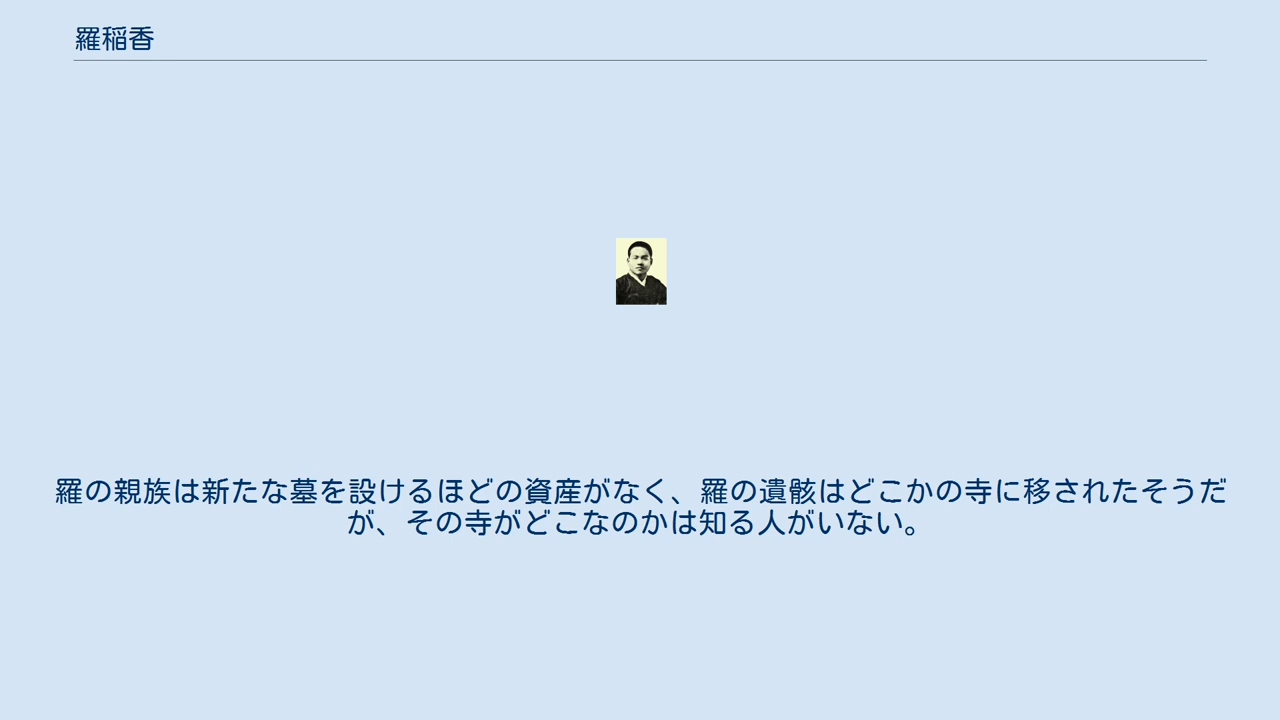 羅稲香
羅の親族は新たな墓を設けるほどの資産がなく、羅の遺骸はどこかの寺に移されたそうだ
が、その寺がどこなのかは知る人がいない。